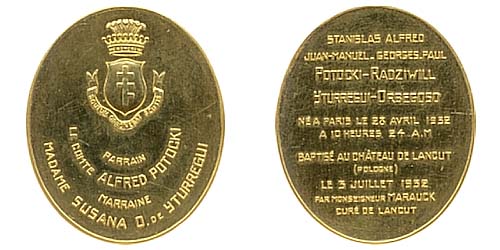 PARRAIN
LE COMTE ALFRED POTOCKI
MARRAINE
MADAME SUSANA O. DE YTURREGUI
STANISLAS ALFRED
JUAN-MANUEL-GEORGES-PAUL
POTOCKI-RADZIWILL
YTURREGUI-ORBEGOSO
NÉ A PARIS LE 23 AVRIL 1932
A 10 HEURES 24 A.M
BAPTISÉ AU CHÂTEAU DE LANCUT
(POLOGNE)
LE 3 JUILLET 1932
PAR MONSEIGNEUR MARAUCK
CURÉ DE LANCUT